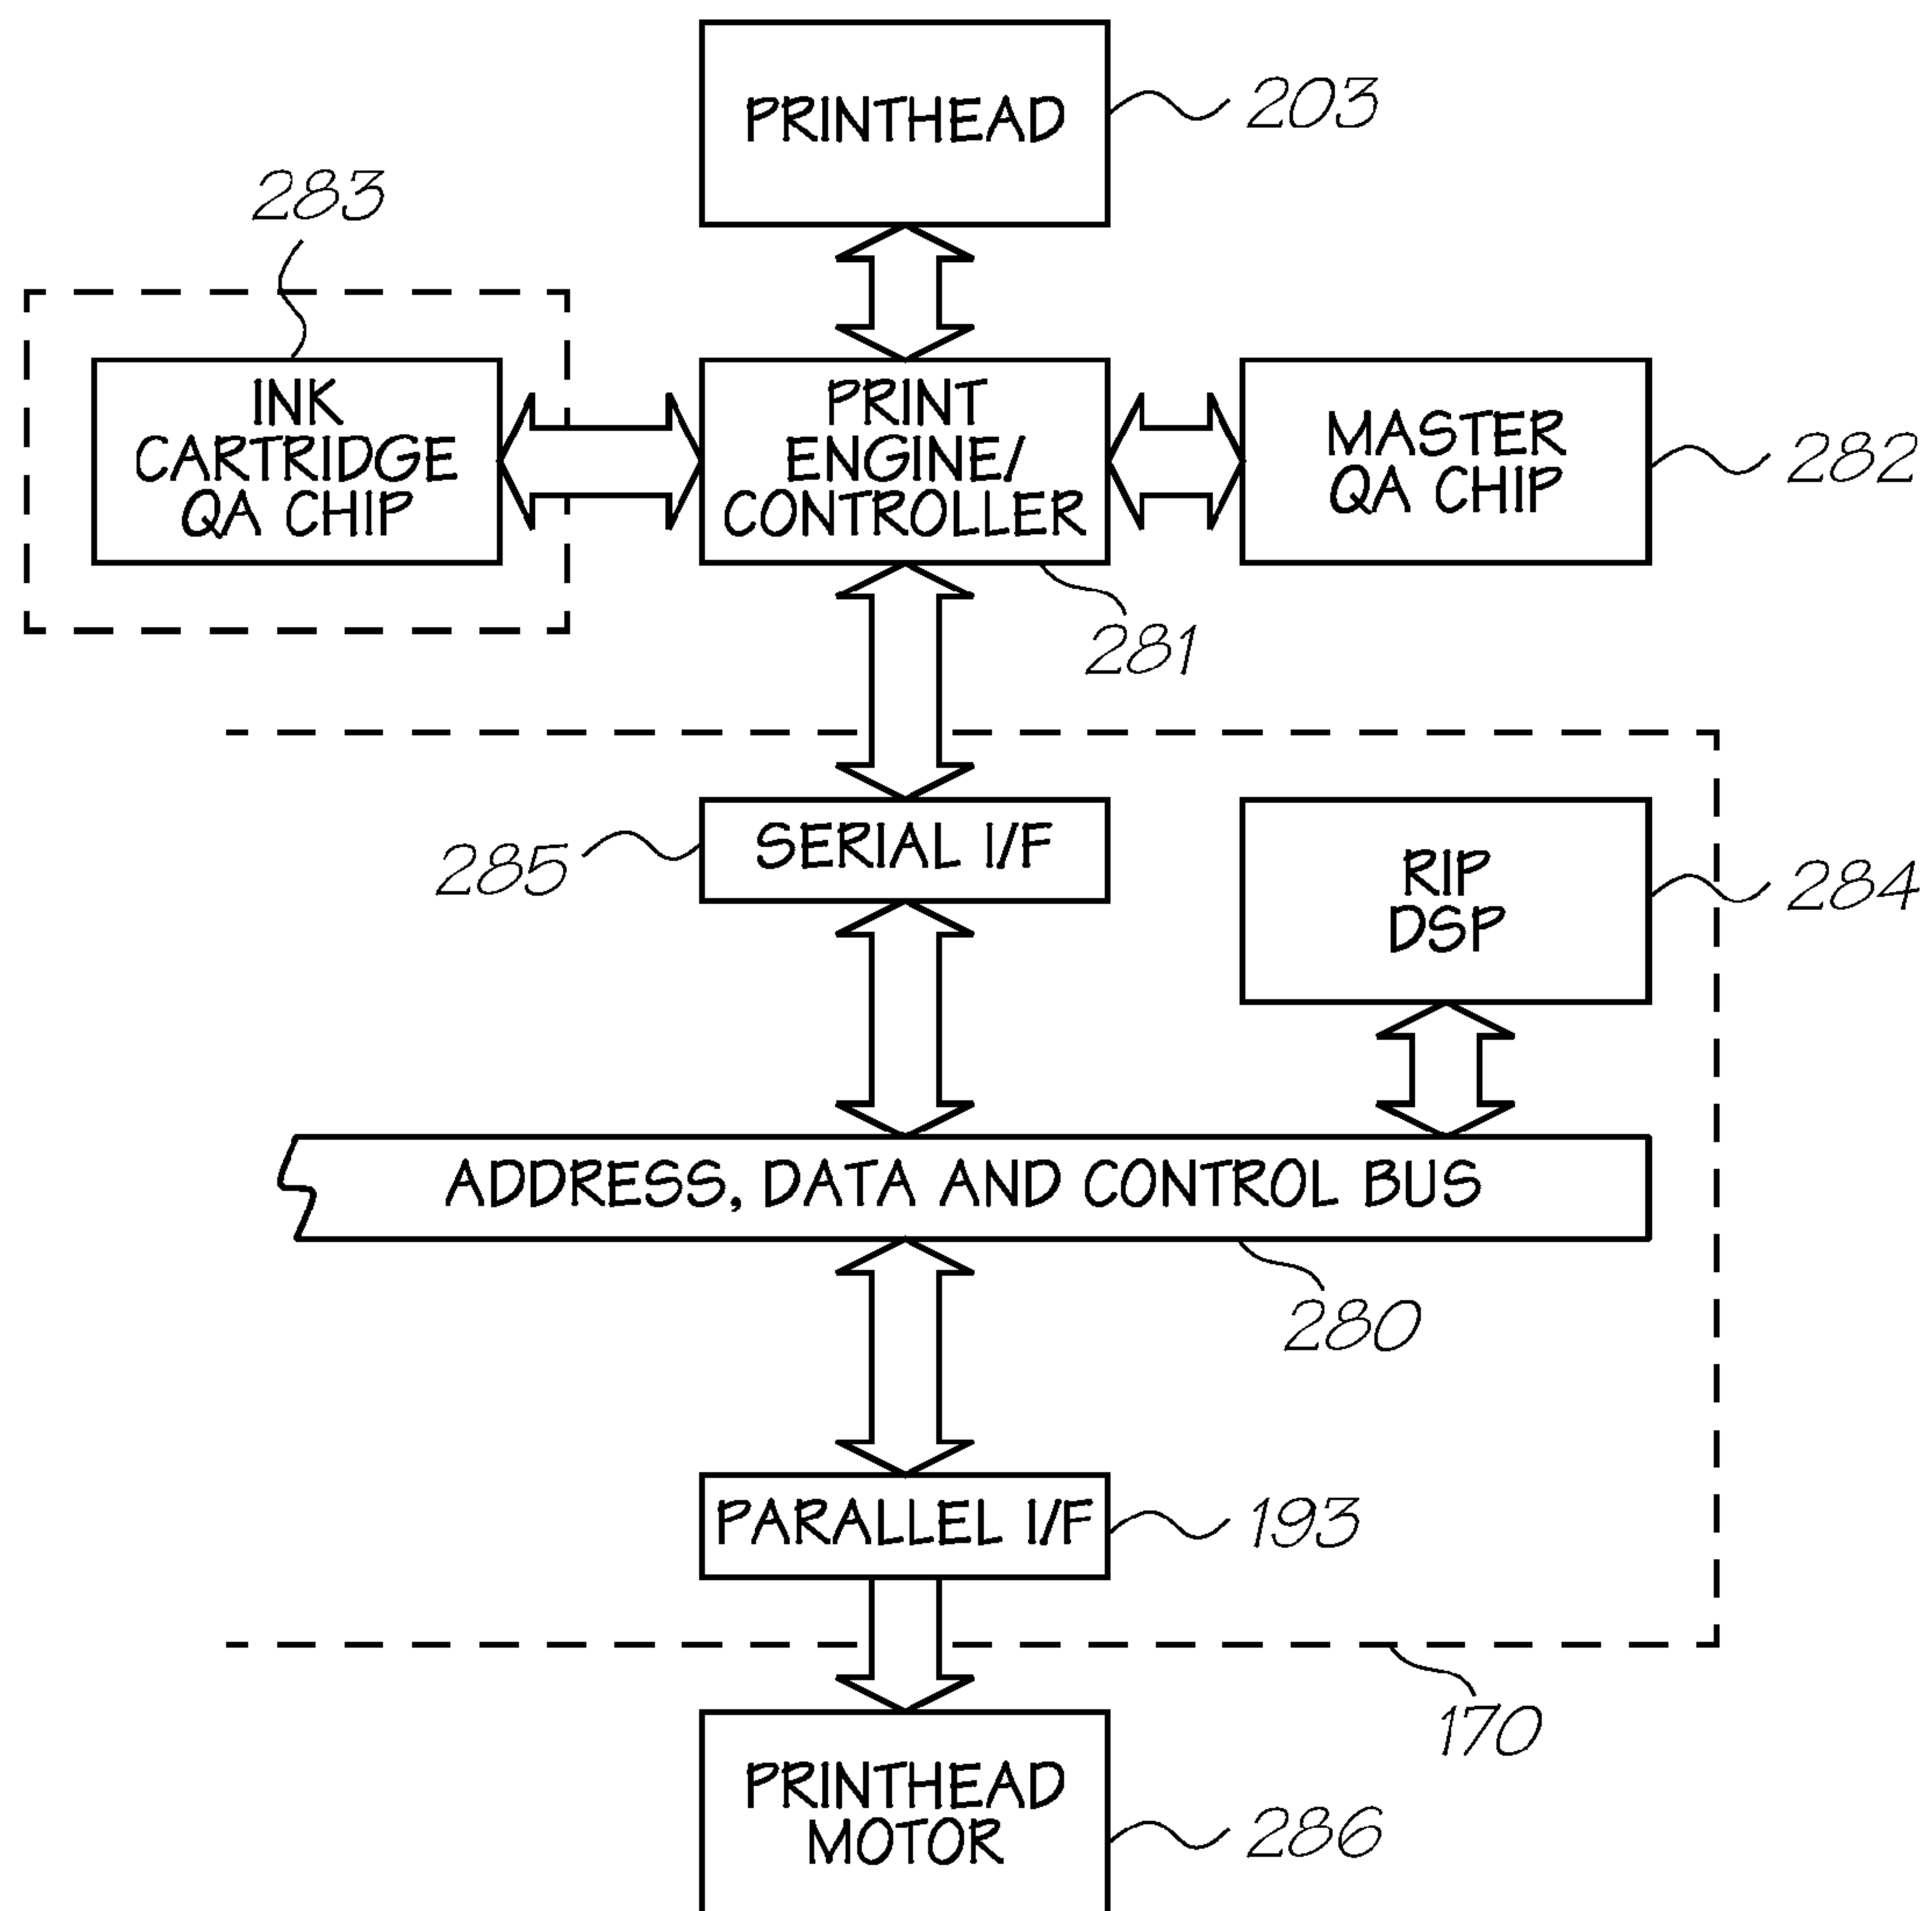 PRINTHEAD
203
283
INK
CARTRIDGE
QA CHIP
PRINT
ENGINE/
CONTROLLER
MASTER
QA CHIP
282
281
SERIAL I/F
285
RIP
DSP
284
ADDRESS, DATA AND CONTROL BUS
280
PARALLEL I/F
193
170
PRINTHEAD
MOTOR
286